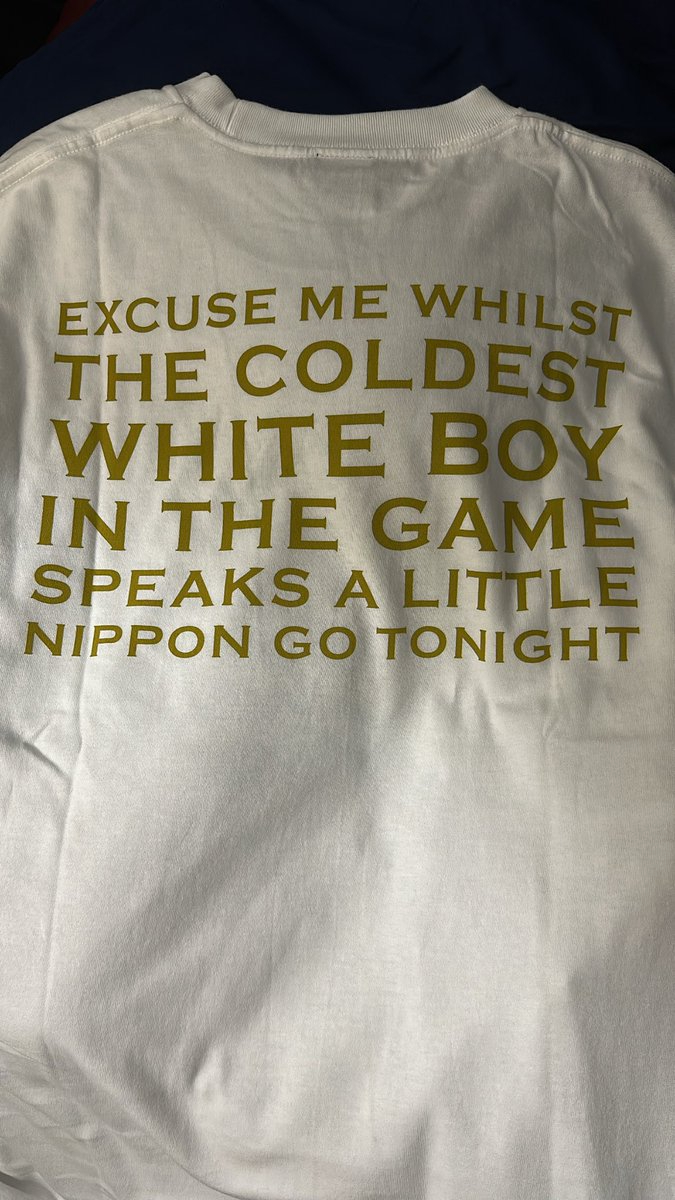 EXCUSE ME WHILST
THE COLDEST
WHITE BOY
IN THE GAME
SPEAKS A LITTLE
NIPPON GO TONIGHT